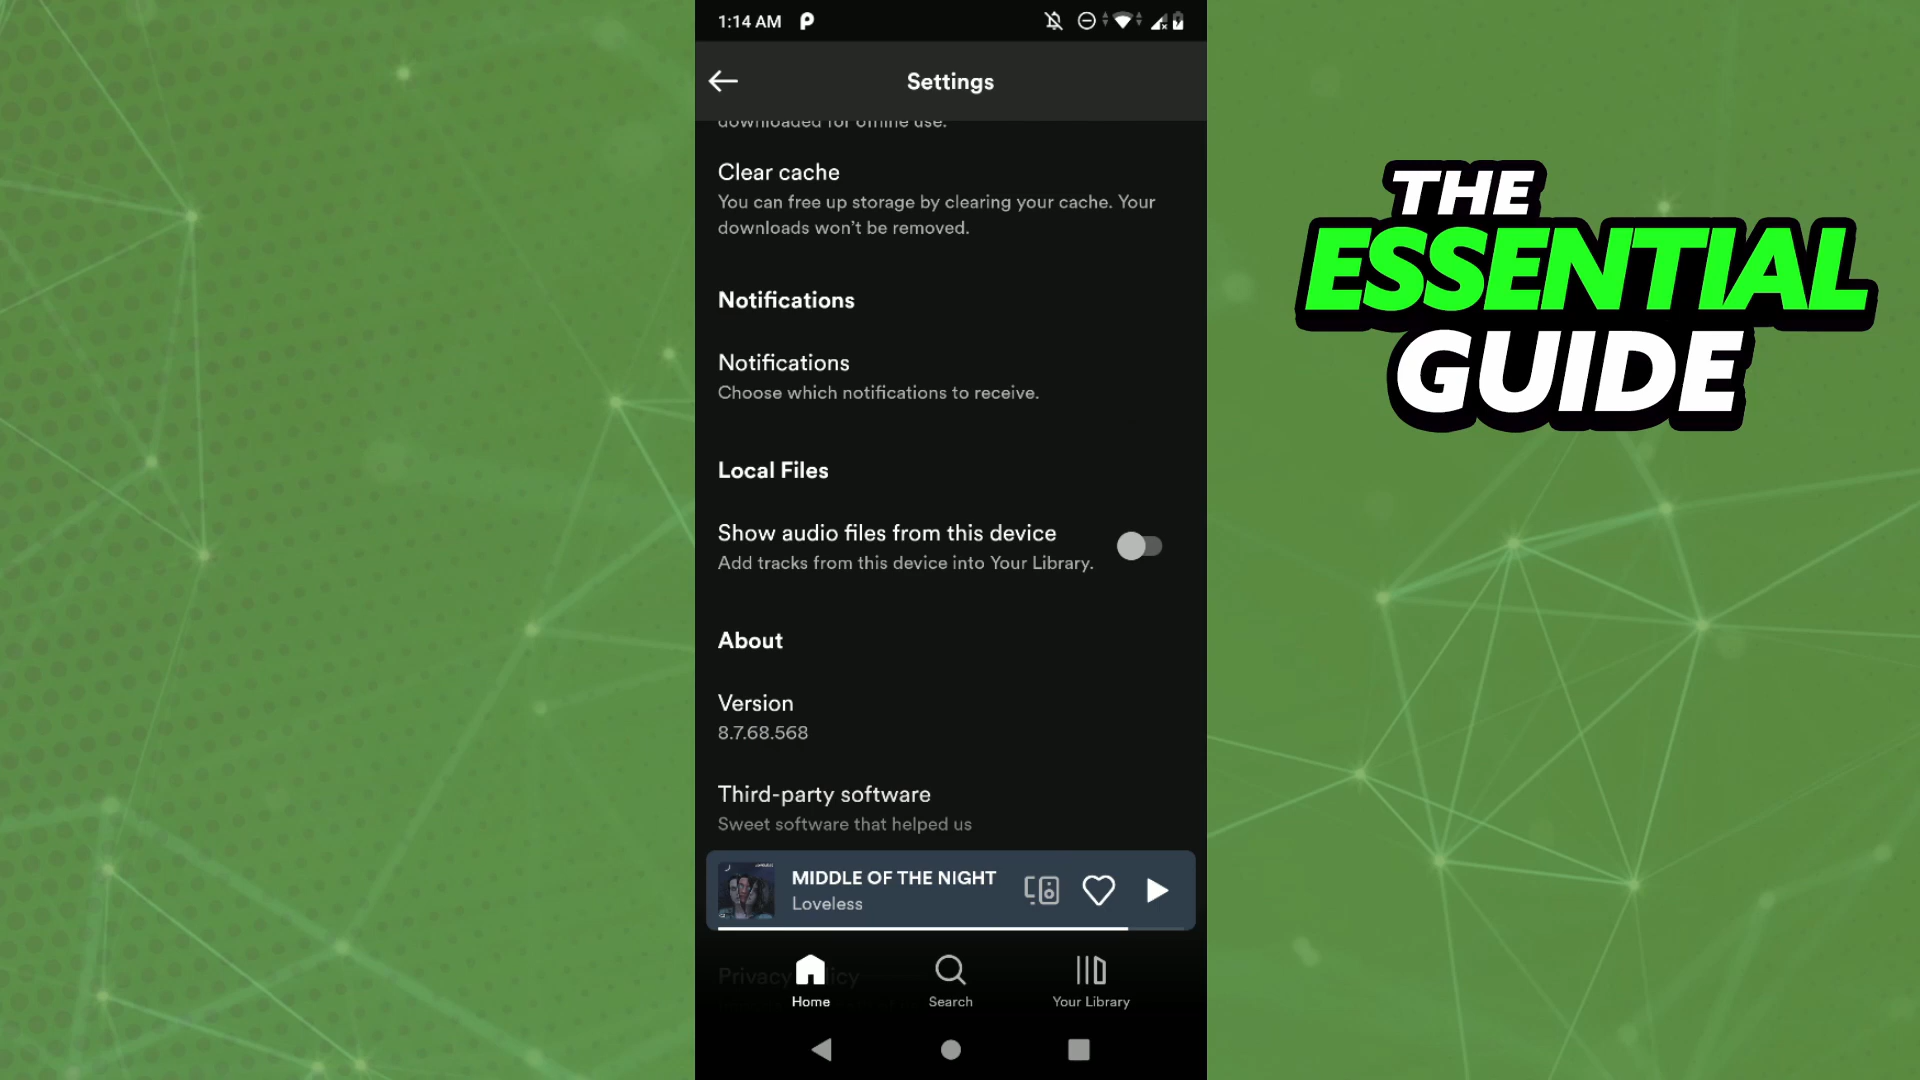 1:14 AM
Settings
downloaded for offline use.
Clear cache
You can free up storage by clearing your cache. Your
downloads won't be removed.
Notifications
Notifications
Choose which notifications to receive.
Local Files
Show audio files from this device
Add tracks from this device into Your Library.
About
Version
8.7.68.568
Third-party software
Sweet software that helped us
MIDDLE OF THE NIGHT
Loveless
Privacy Policy
Home
Search
Your Library
THE
ESSENTIAL
GUIDE